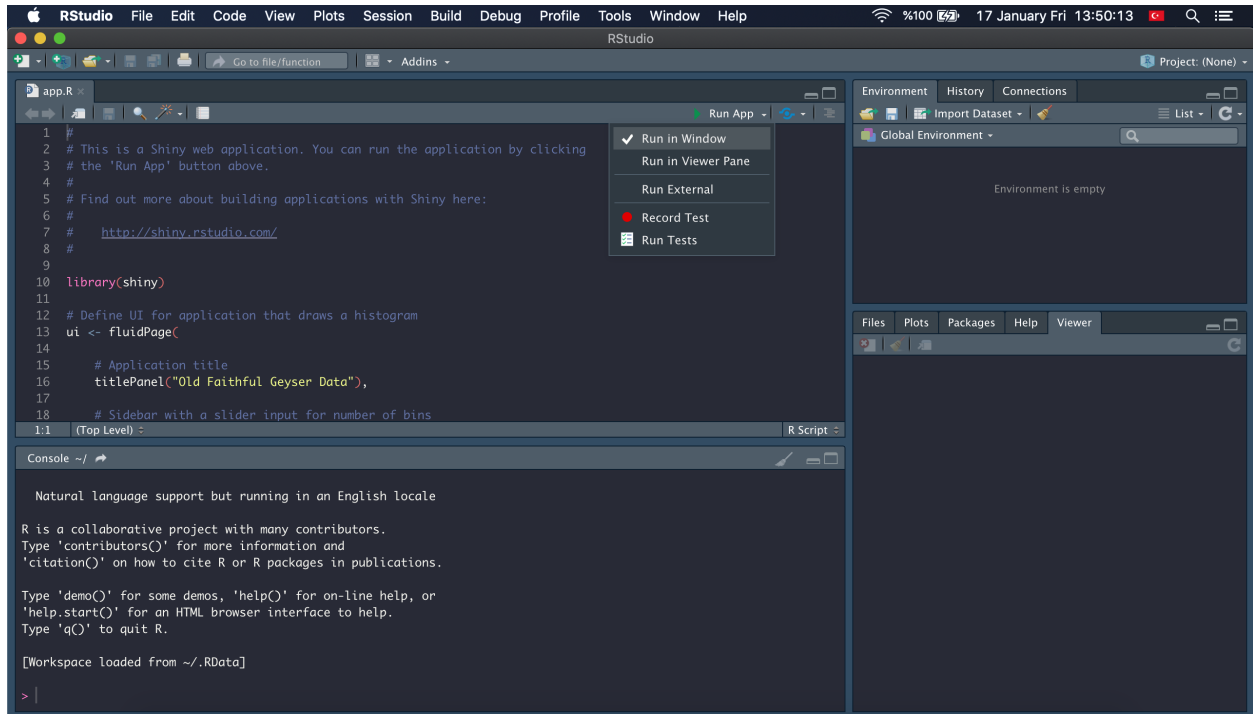 RStudio File Edit Code View Plots Session Build Debug Profile Tools Window Help %100 17 January Fri 13:50:13
RStudio
Go to file/function Addins Project: (None)
app.R
Run App
Run in Window
Run in Viewer Pane
Run External
Record Test
Run Tests
1 #
2 # This is a Shiny web application. You can run the application by clicking
3 # the 'Run App' button above.
4 #
5 # Find out more about building applications with Shiny here:
6 #
7 # http://shiny.rstudio.com/
8 #
9
10 library(shiny)
11
12 # Define UI for application that draws a histogram
13 ui <- fluidPage(
14
15 # Application title
16 titlePanel("Old Faithful Geyser Data"),
17
18 # Sidebar with a slider input for number of bins
1:1 (Top Level) R Script
Console ~/
Natural language support but running in an English locale
R is a collaborative project with many contributors.
Type 'contributors()' for more information and
'citation()' on how to cite R or R packages in publications.
Type 'demo()' for some demos, 'help()' for on-line help, or
'help.start()' for an HTML browser interface to help.
Type 'q()' to quit R.
[Workspace loaded from ~/.RData]
>
Environment History Connections
Import Dataset List
Global Environment
Environment is empty
Files Plots Packages Help Viewer